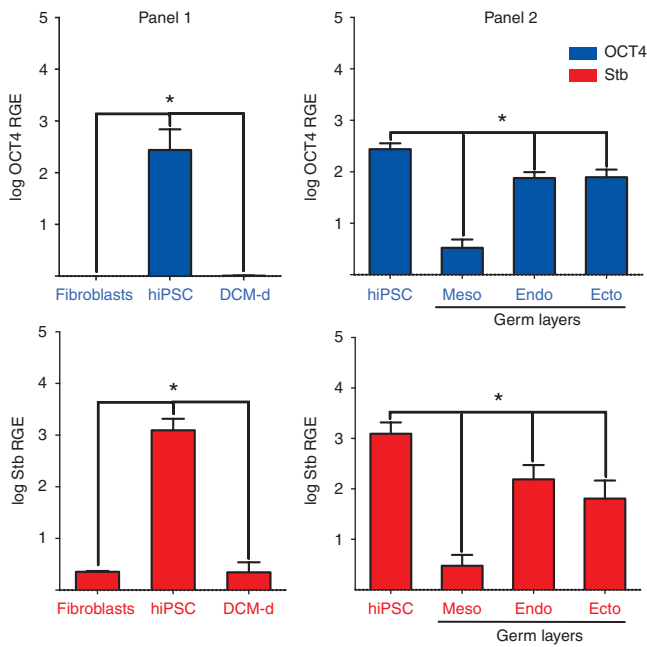 Panel 1
5
4
3
2
1
log OCT4 RGE
*
Fibroblasts hiPSC DCM-d
Panel 2
OCT4
Stb
5
4
3
2
1
log OCT4 RGE
*
hiPSC Meso Endo Ecto
Germ layers
5
4
3
2
1
log Stb RGE
*
Fibroblasts hiPSC DCM-d
5
4
3
2
1
log Stb RGE
*
hiPSC Meso Endo Ecto
Germ layers